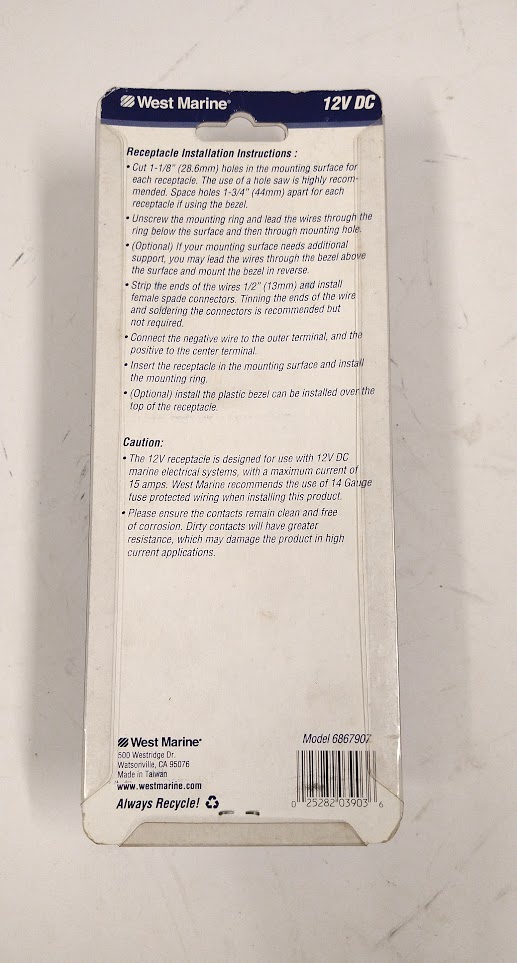 West Marine®
12V DC
Receptacle Installation Instructions :
• Cut 1-1/8" (28.6mm) holes in the mounting surface for
each receptacle. The use of a hole saw is highly recom-
mended. Space holes 1-3/4" (44mm) apart for each
receptacle if using the bezel.
• Unscrew the mounting ring and lead the wires through the
ring below the surface and then through mounting hole.
• (Optional) If your mounting surface needs additional
support, you may lead the wires through the bezel above
the surface and mount the bezel in reverse.
• Strip the ends of the wires 1/2" (13mm) and install
female spade connectors. Tinning the ends of the wire
and soldering the connectors is recommended but
not required.
• Connect the negative wire to the outer terminal, and the
positive to the center terminal.
• Insert the receptacle in the mounting surface and install
the mounting ring.
• (Optional) install the plastic bezel can be installed over the
top of the receptacle.
Caution:
• The 12V receptacle is designed for use with 12V DC
marine electrical systems, with a maximum current of
15 amps. West Marine recommends the use of 14 Gauge
fuse protected wiring when installing this product.
• Please ensure the contacts remain clean and free
of corrosion. Dirty contacts will have greater
resistance, which may damage the product in high
current applications.
West Marine®
500 Westridge Dr.
Watsonville, CA 95076
Made in Taiwan
www.westmarine.com
Always Recycle!
Model 6867907
0 25282 03903 6